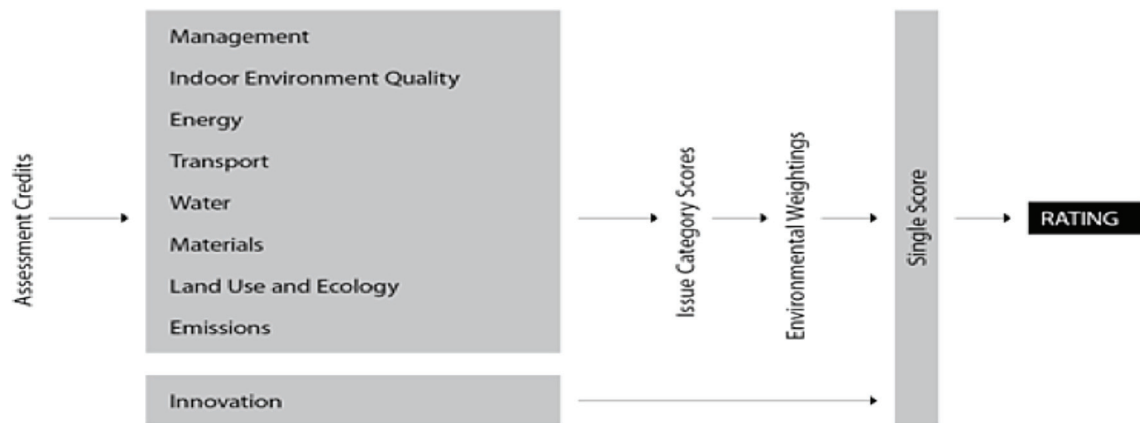 Assessment Credits
Management
Indoor Environment Quality
Energy
Transport
Water
Materials
Land Use and Ecology
Emissions
Innovation
Issue Category Scores
Environmental Weightings
Single Score
RATING